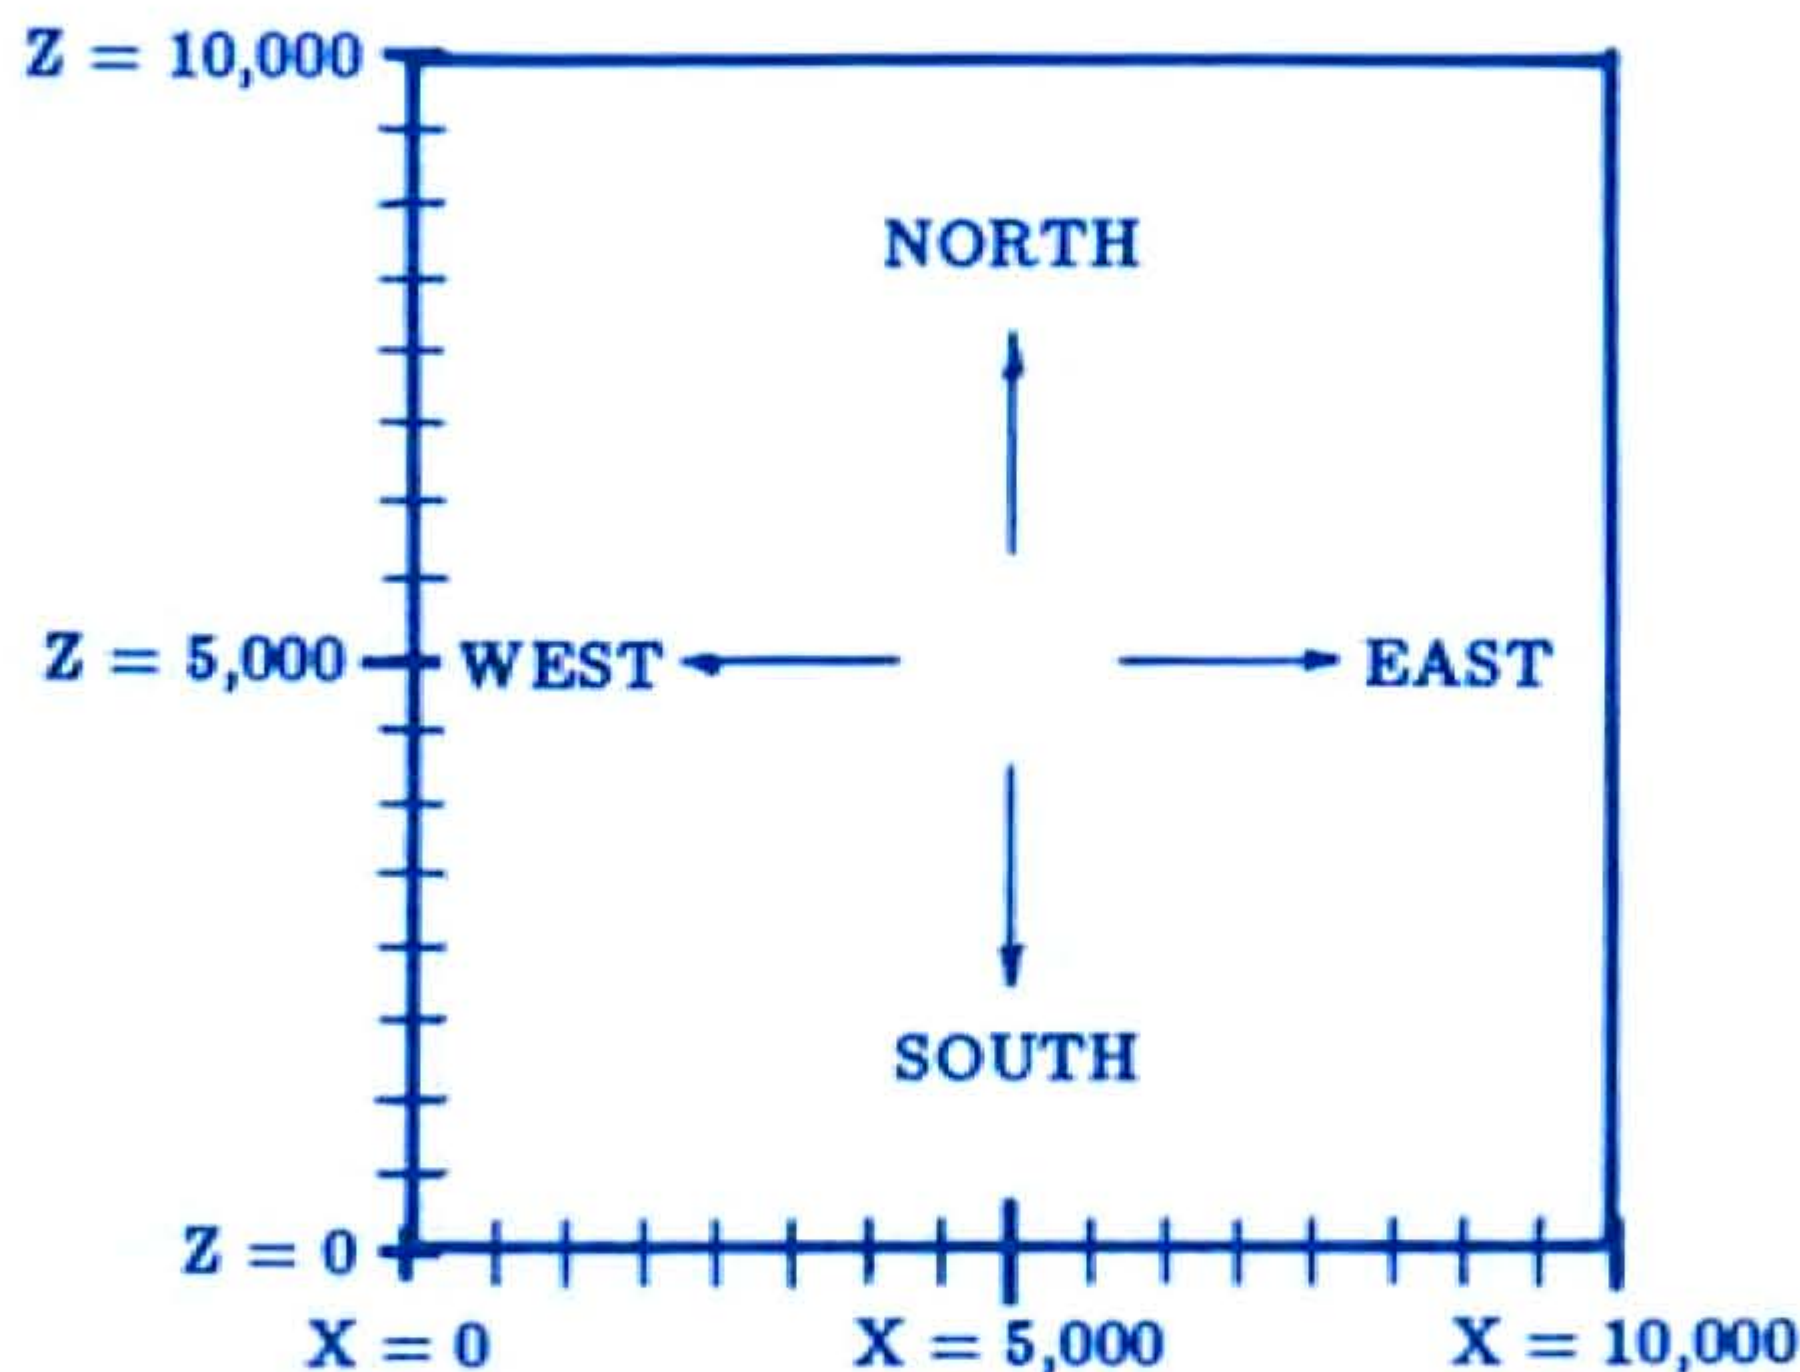 Z = 10,000
NORTH
Z = 5,000 WEST EAST
SOUTH
Z = 0
X = 0 X = 5,000 X = 10,000